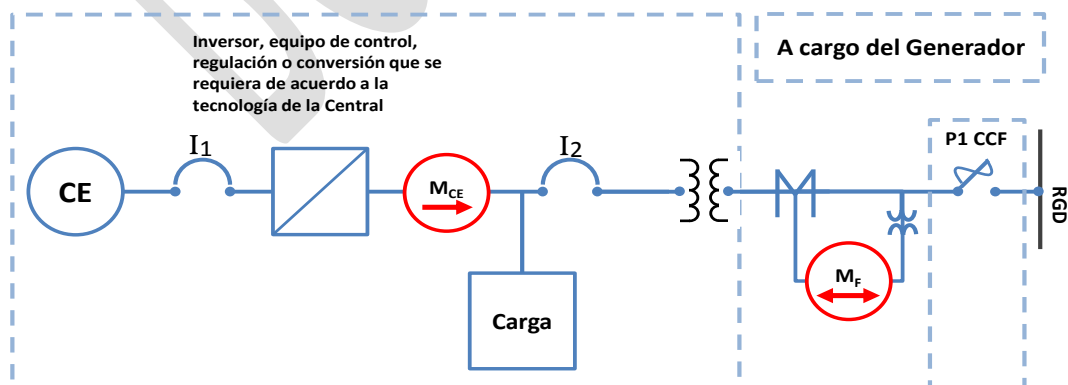 Inversor, equipo de control,
regulación o conversión que se
requiera de acuerdo a la
tecnología de la Central
A cargo del Generador
CE
I1
MCE
I2
P1 CCF
RGD
MF
Carga